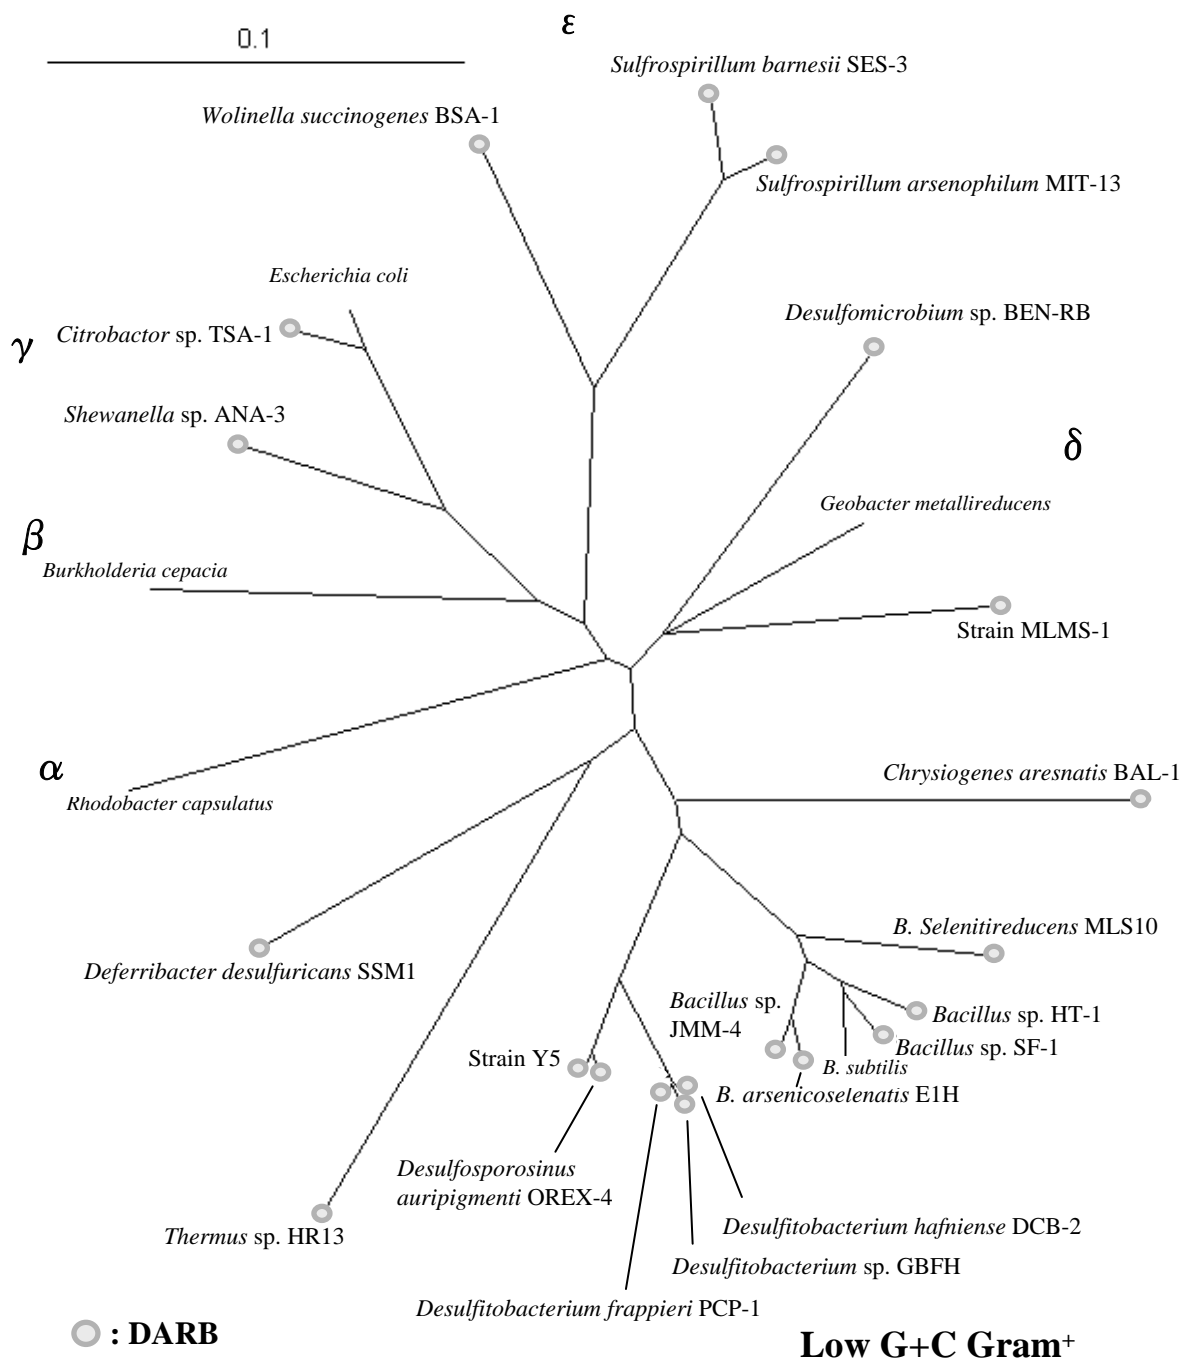 ε
0.1
Sulfrospirillum barnesii SES-3
Wolinella succinogenes BSA-1
Sulfrospirillum arsenophilum MIT-13
Escherichia coli
Desulfomicrobium sp. BEN-RB
γ
Citrobactor sp. TSA-1
Shewanella sp. ANA-3
δ
Geobacter metallireducens
β
Burkholderia cepacia
Strain MLMS-1
α
Rhodobacter capsulatus
Chrysiogenes aresnatis BAL-1
B. Selenitireducens MLS10
Deferribacter desulfuricans SSM1
Bacillus sp.
JMM-4
Bacillus sp. HT-1
Bacillus sp. SF-1
Strain Y5
B. subtilis
B. arsenicoselenatis E1H
Desulfosporosinus
auripigmenti OREX-4
Thermus sp. HR13
Desulfitobacterium hafniense DCB-2
Desulfitobacterium sp. GBFH
Desulfitobacterium frappieri PCP-1
: DARB
Low G+C Gram⁺